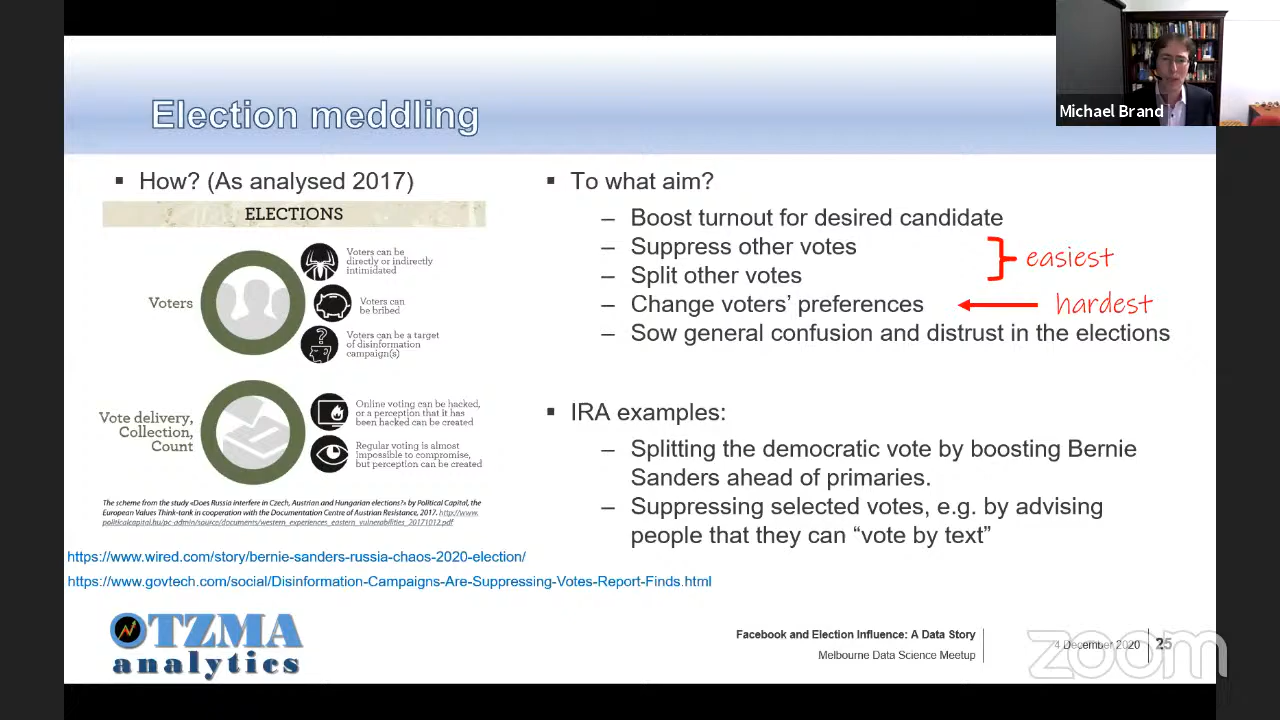 Michael Brand
Election meddling
▪ How? (As analysed 2017)
ELECTIONS
Voters
Voters can be
directly or indirectly
intimidated
Voters can
be bribed
Voters can be a target
of disinformation
campaign(s)
Vote delivery,
Collection,
Count
Online voting can be hacked,
or a perception that it has
been hacked can be created
Regular voting is almost
impossible to compromise,
but perception can be created
The scheme from the study «Does Russia interfere in Czech, Austrian and Hungarian elections?» by Political Capital, the
European Values Think-tank in cooperation with the Documentation Centre of Austrian Resistance, 2017. http://www.
politicalcapital.hu/pc-admin/source/documents/western_experiences_eastern_vulnerabilities_20171012.pdf
https://www.wired.com/story/bernie-sanders-russia-chaos-2020-election/
https://www.govtech.com/social/Disinformation-Campaigns-Are-Suppressing-Votes-Report-Finds.html
▪ To what aim?
– Boost turnout for desired candidate
– Suppress other votes
– Split other votes
easiest
– Change voters’ preferences
hardest
– Sow general confusion and distrust in the elections
▪ IRA examples:
– Splitting the democratic vote by boosting Bernie
Sanders ahead of primaries.
– Suppressing selected votes, e.g. by advising
people that they can “vote by text”
OTZMA
analytics
Facebook and Election Influence: A Data Story
Melbourne Data Science Meetup
4 December 2020
25
zoom